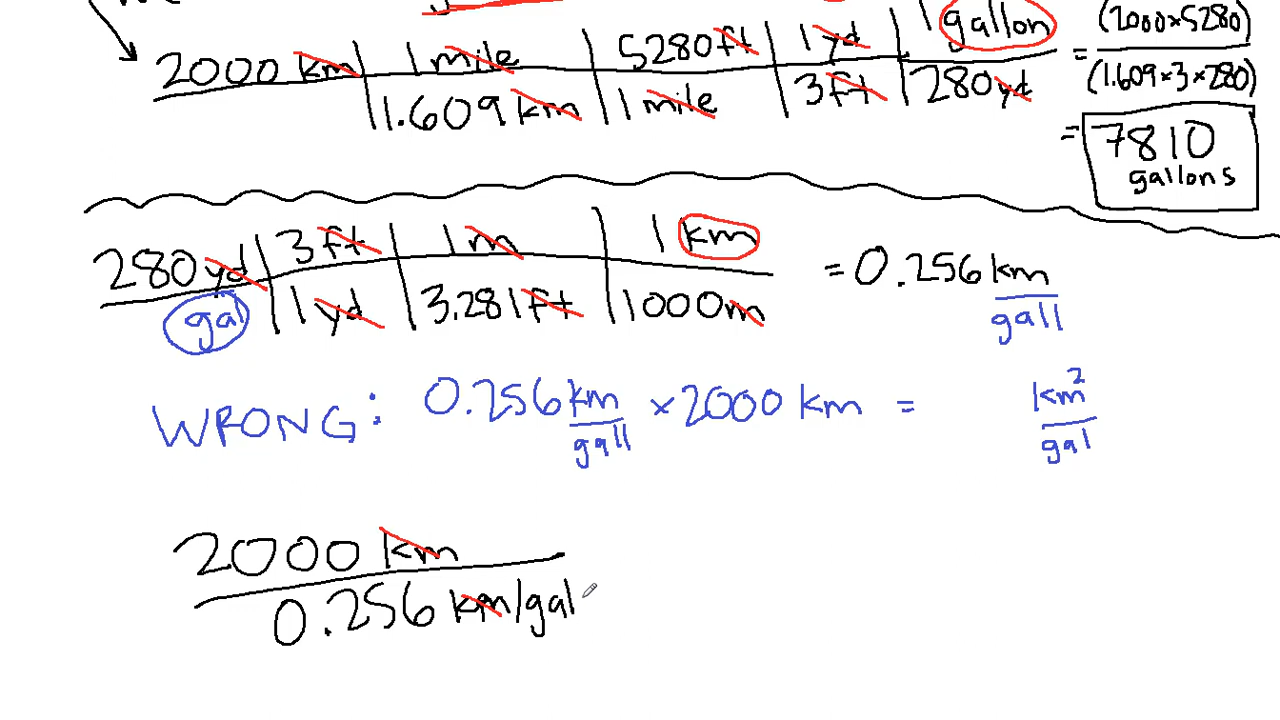 2000 km | 1 mile | 5280 ft | 1 yd | 1 gallon = (2000×5280)
1.609 km | 1 mile | 3 ft | 280 yd (1.609×3×280)
= 7810
gallons
280 yd | 3 ft | 1 m | 1 km = 0.256 km
gal | 1 yd | 3.281 ft | 1000 m gall
WRONG: 0.256 km × 2000 km = km²
gall gal
2000 km
0.256 km/gal